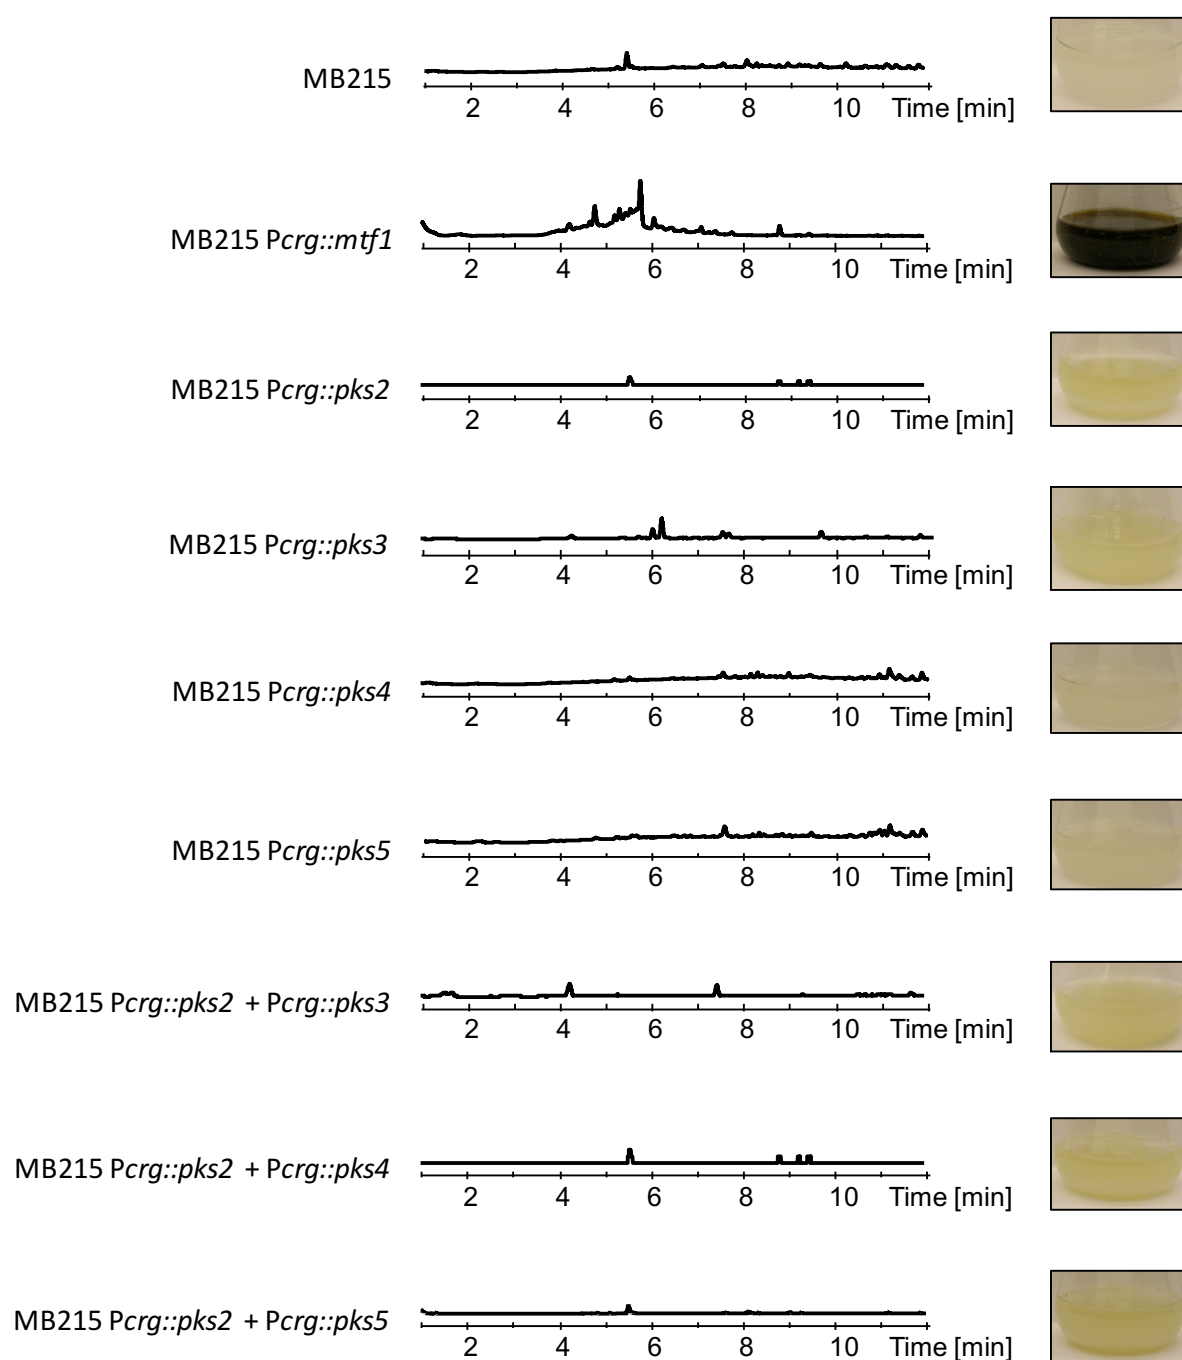 MB215
2 4 6 8 10 Time [min]
MB215 Pcrg::mtf1
2 4 6 8 10 Time [min]
MB215 Pcrg::pks2
2 4 6 8 10 Time [min]
MB215 Pcrg::pks3
2 4 6 8 10 Time [min]
MB215 Pcrg::pks4
2 4 6 8 10 Time [min]
MB215 Pcrg::pks5
2 4 6 8 10 Time [min]
MB215 Pcrg::pks2 + Pcrg::pks3
2 4 6 8 10 Time [min]
MB215 Pcrg::pks2 + Pcrg::pks4
2 4 6 8 10 Time [min]
MB215 Pcrg::pks2 + Pcrg::pks5
2 4 6 8 10 Time [min]